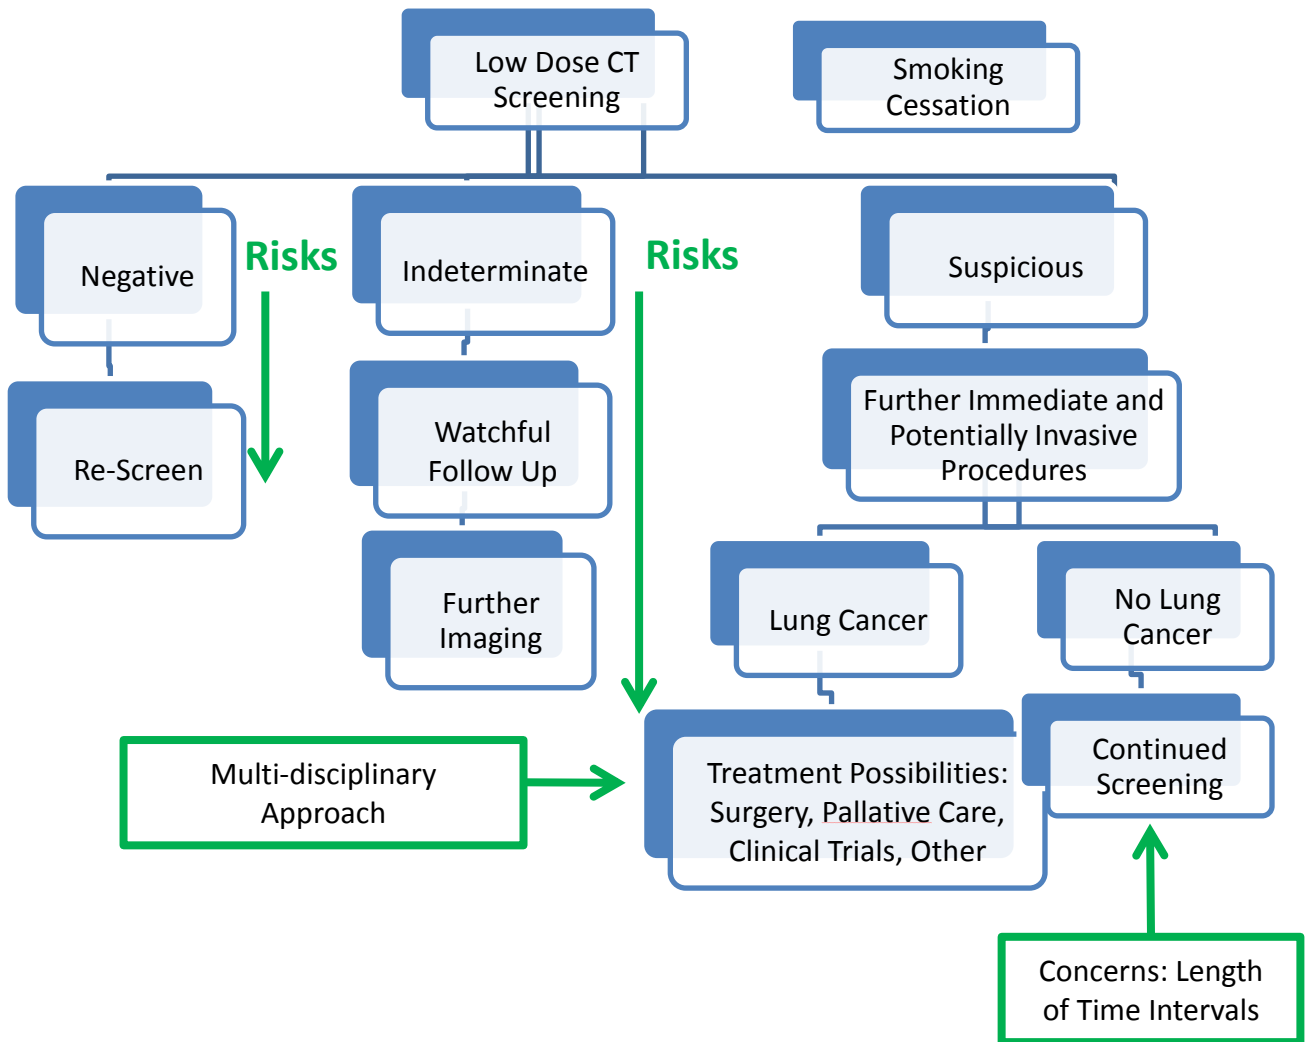 Low Dose CT
Screening
Smoking
Cessation
Negative
Risks
Indeterminate
Risks
Suspicious
Re-Screen
Watchful
Follow Up
Further Immediate and
Potentially Invasive
Procedures
Further
Imaging
Lung Cancer
No Lung
Cancer
Multi-disciplinary
Approach
Treatment Possibilities:
Surgery, Pallative Care,
Clinical Trials, Other
Continued
Screening
Concerns: Length
of Time Intervals